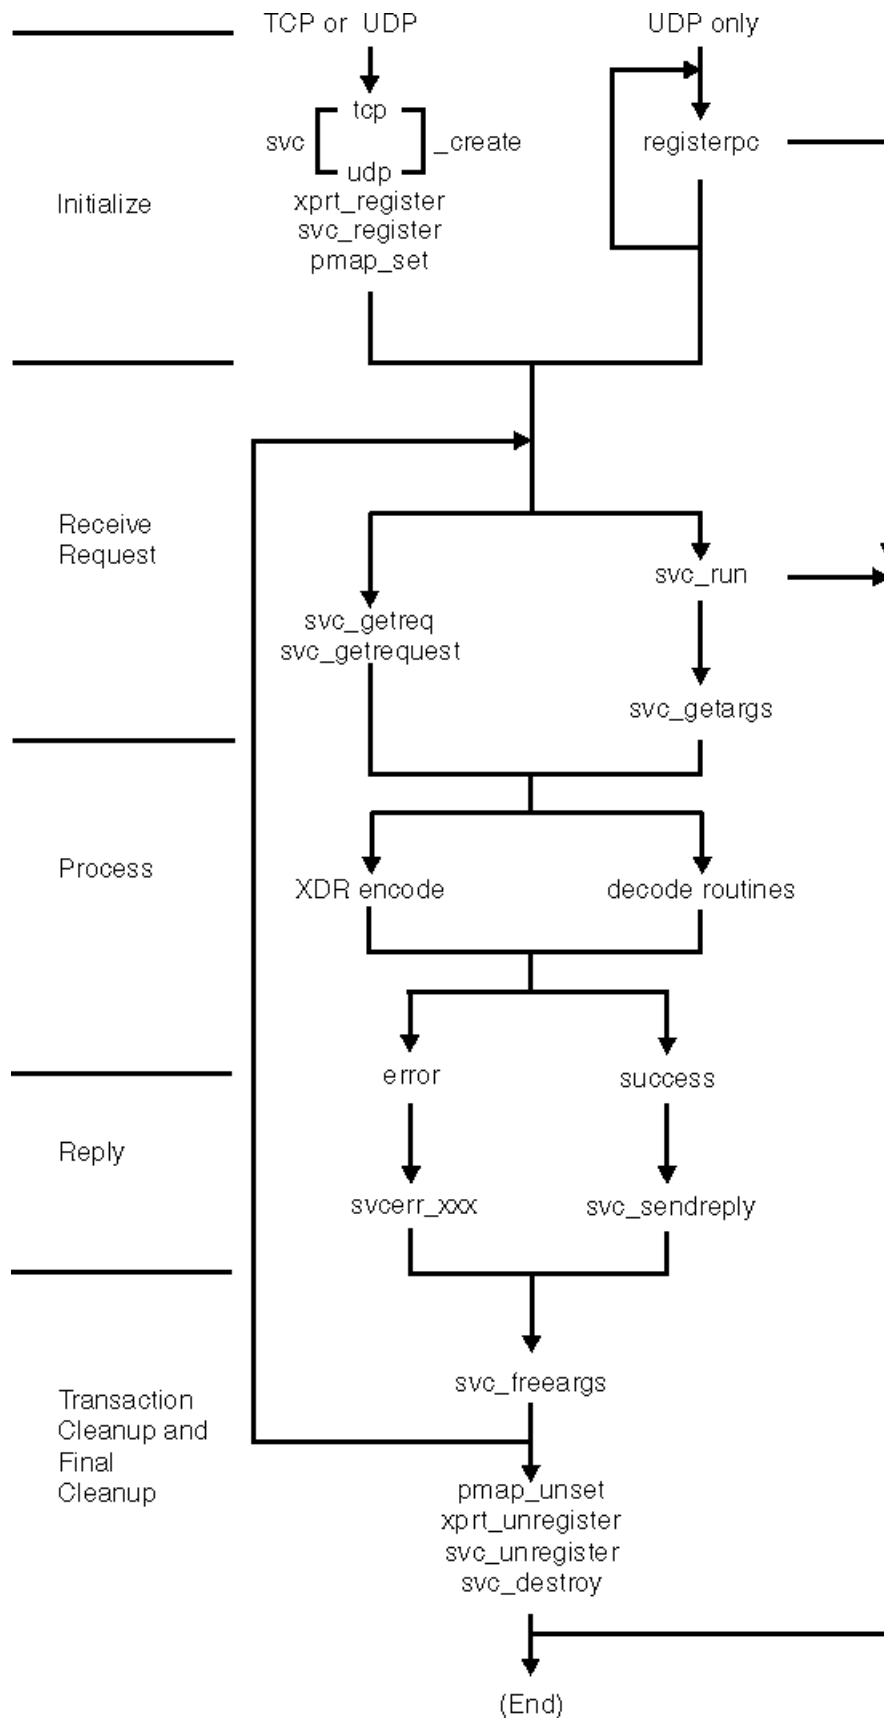 TCP or UDP
UDP only
tcp
svc
_create
registerpc
udp
Initialize
xprt_register
svc_register
pmap_set
Receive
Request
svc_run
svc_getreq
svc_getrequest
svc_getargs
Process
XDR encode
decode routines
error
success
Reply
svcerr_xxx
svc_sendreply
svc_freeargs
Transaction
Cleanup and
Final
Cleanup
pmap_unset
xprt_unregister
svc_unregister
svc_destroy
(End)